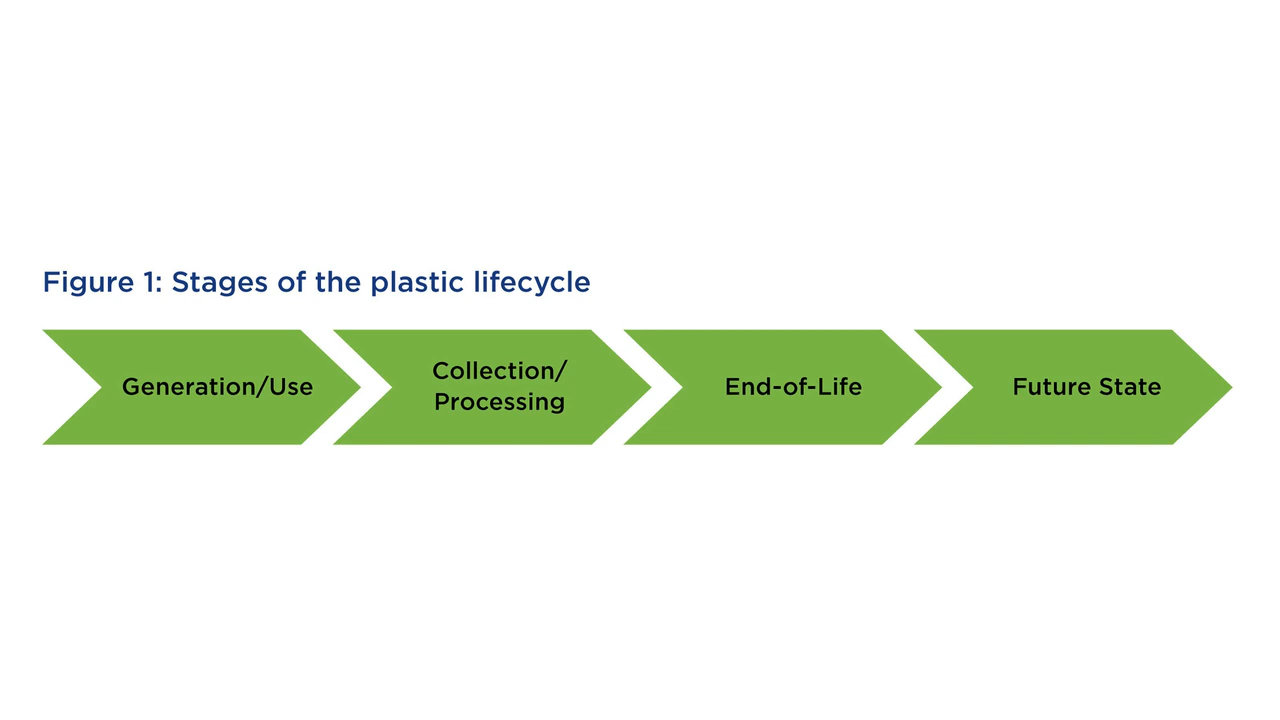 Figure 1: Stages of the plastic lifecycle
Generation/Use
Collection/
Processing
End-of-Life
Future State